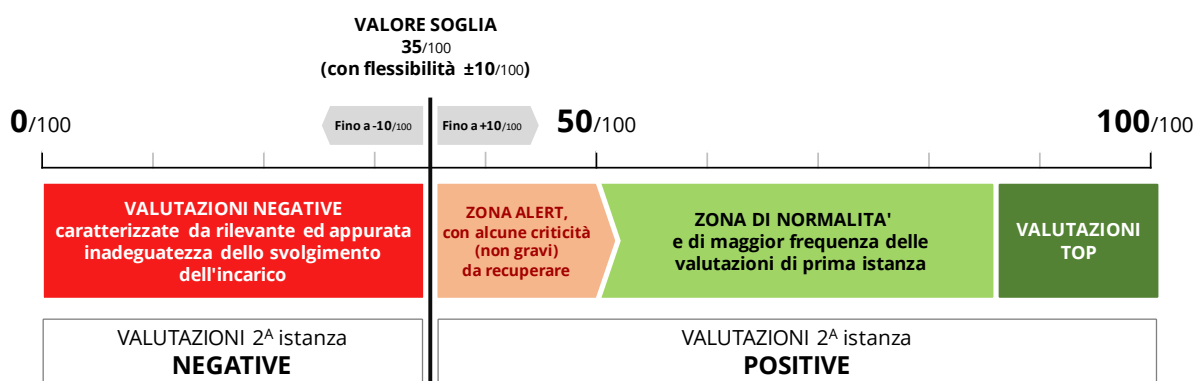 VALORE SOGLIA
35/100
(con flessibilità ±10/100)
0/100
Fino a -10/100
Fino a +10/100
50/100
100/100
VALUTAZIONI NEGATIVE
caratterizzate da rilevante ed appurata
inadeguatezza dello svolgimento
dell'incarico
ZONA ALERT,
con alcune criticità
(non gravi)
da recuperare
ZONA DI NORMALITA'
e di maggior frequenza delle
valutazioni di prima istanza
VALUTAZIONI
TOP
VALUTAZIONI 2ᴬ istanza
NEGATIVE
VALUTAZIONI 2ᴬ istanza
POSITIVE